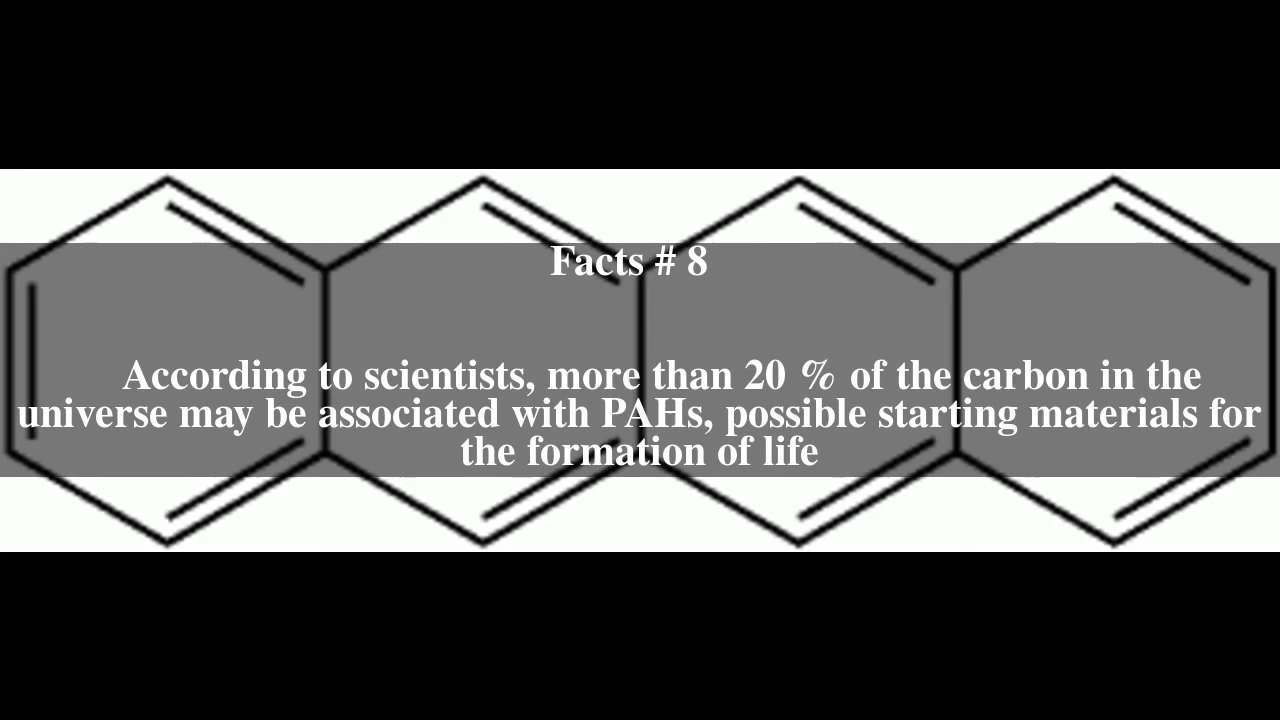 Facts # 8
According to scientists, more than 20 % of the carbon in the
universe may be associated with PAHs, possible starting materials for
the formation of life